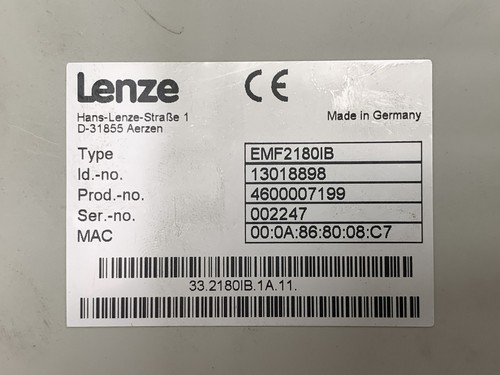 Lenze CE
Hans-Lenze-Straße 1
D-31855 Aerzen
Made in Germany
Type EMF2180IB
Id.-no. 13018898
Prod.-no. 4600007199
Ser.-no. 002247
MAC 00:0A:86:80:08:C7
33.2180IB.1A.11.